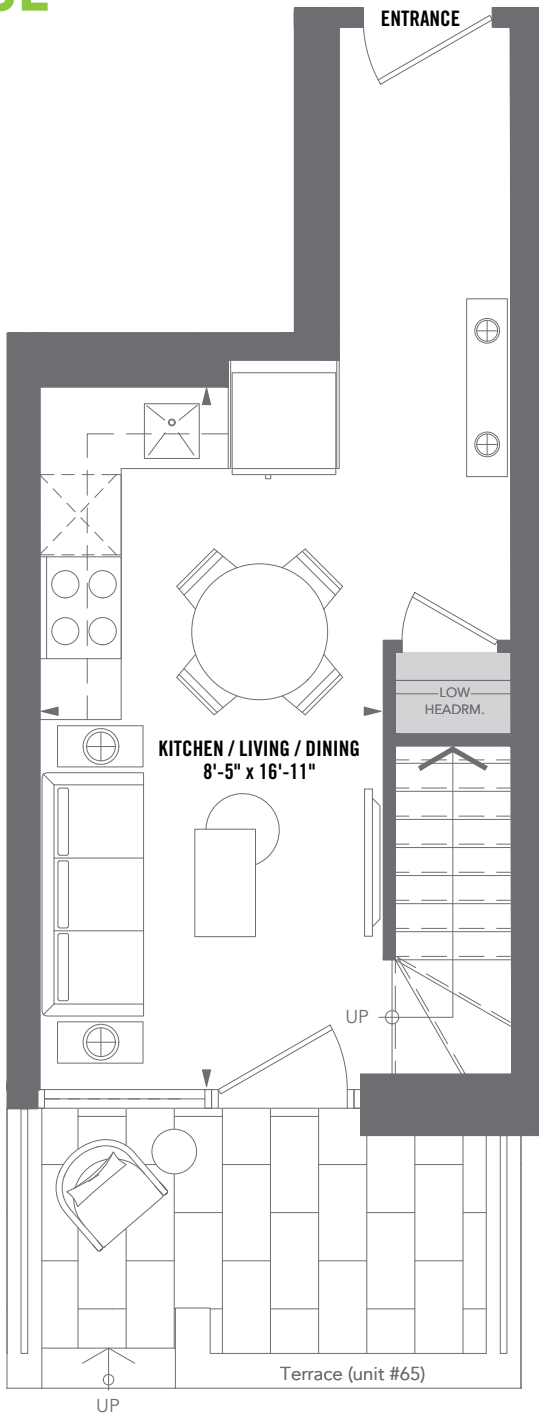 ENTRANCE
LOW
HEADRM.
KITCHEN / LIVING / DINING
8'-5" x 16'-11"
UP
Terrace (unit #65)
UP